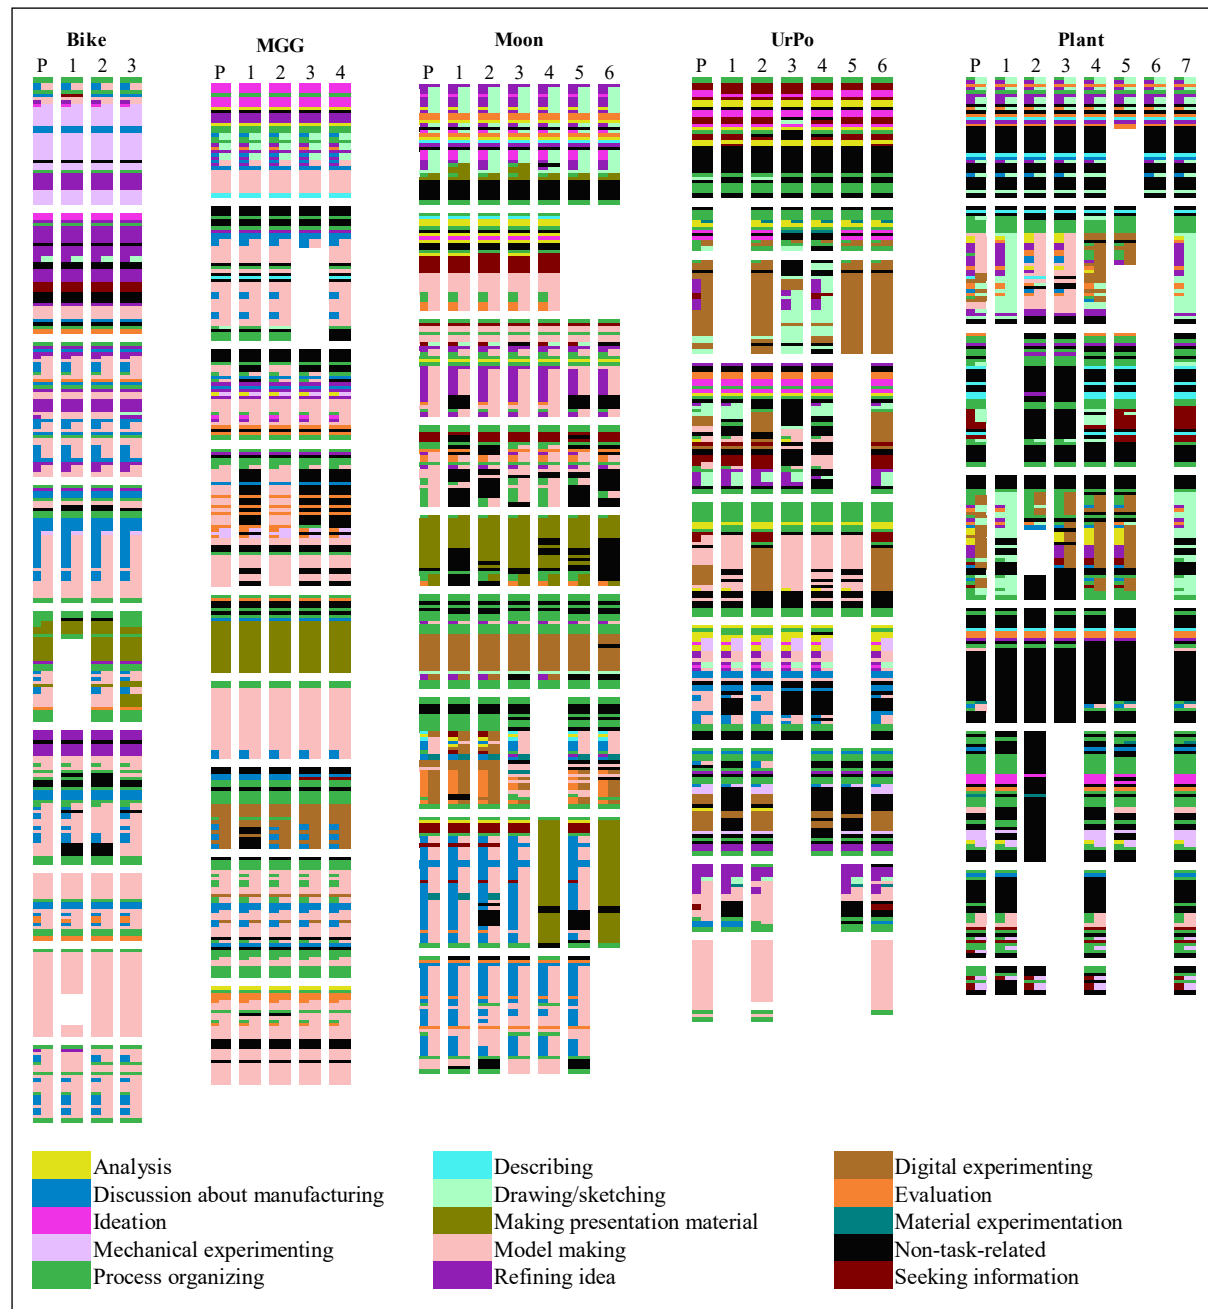 Bike
MGG
Moon
UrPo
Plant
P 1 2 3
P 1 2 3 4
P 1 2 3 4 5 6
P 1 2 3 4 5 6
P 1 2 3 4 5 6 7
Analysis
Discussion about manufacturing
Ideation
Mechanical experimenting
Process organizing
Describing
Drawing/sketching
Making presentation material
Model making
Refining idea
Digital experimenting
Evaluation
Material experimentation
Non-task-related
Seeking information